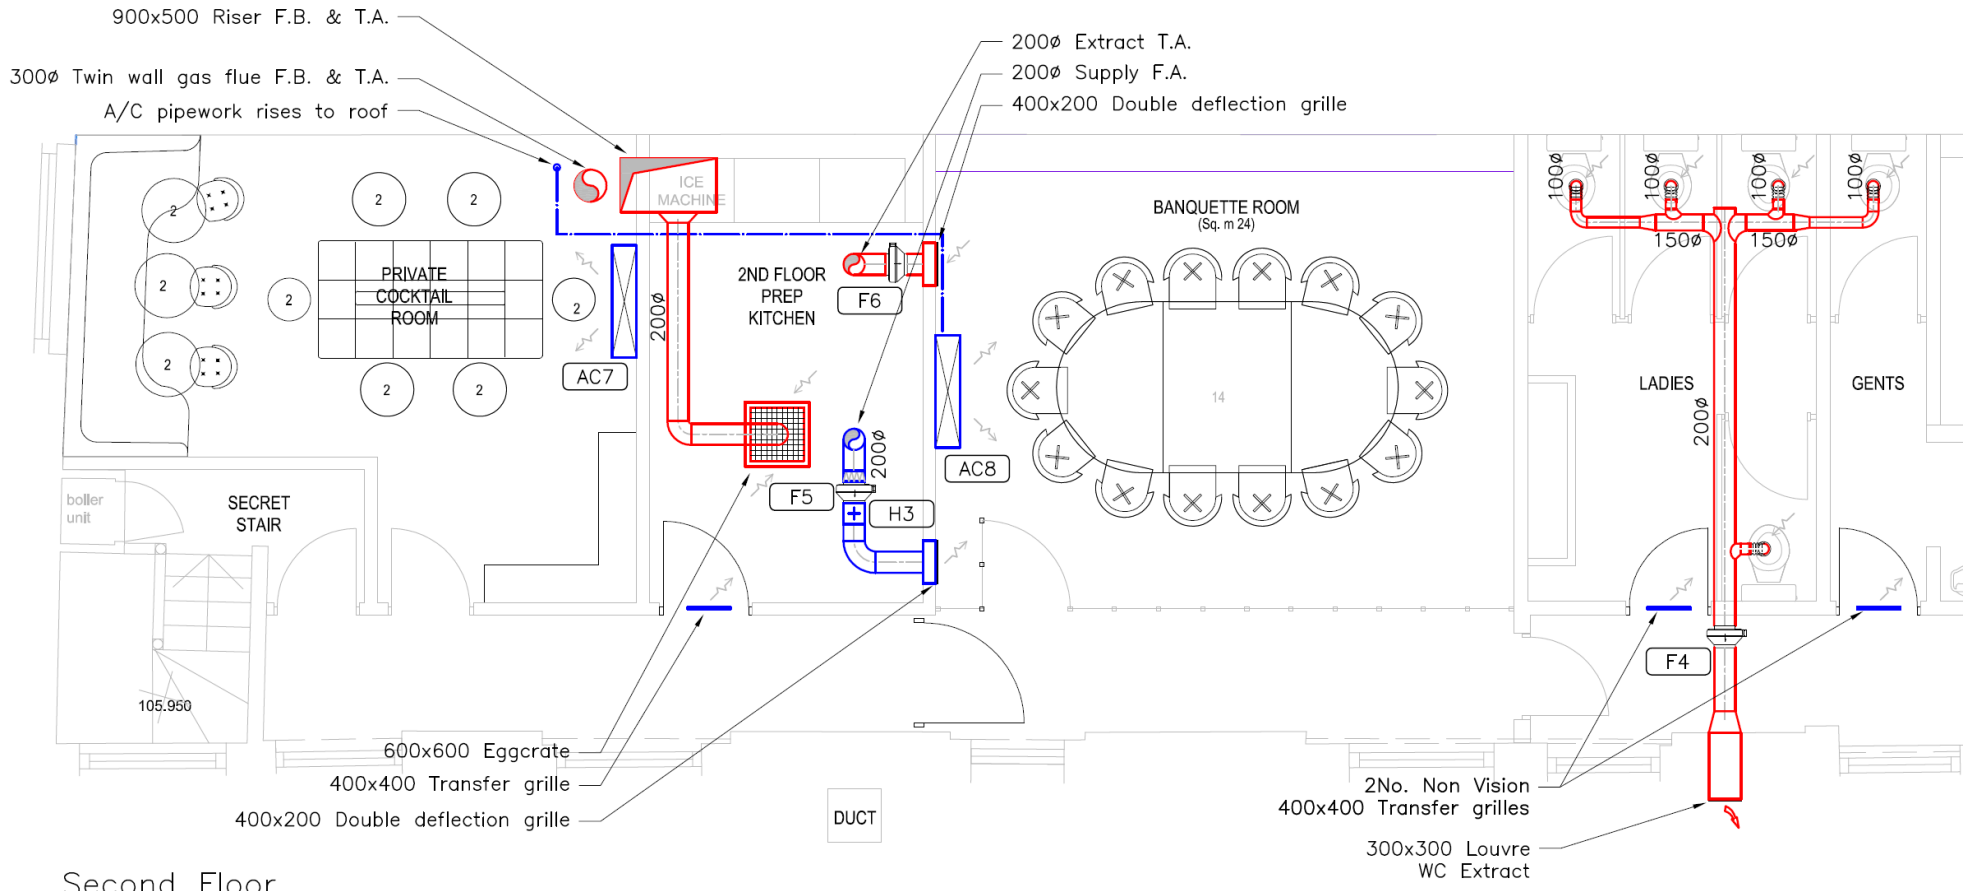 900x500 Riser F.B. & T.A.
300ø Twin wall gas flue F.B. & T.A.
A/C pipework rises to roof
200ø Extract T.A.
200ø Supply F.A.
400x200 Double deflection grille
ICE
MACHINE
100ø
100ø
100ø
100ø
150ø
150ø
BANQUETTE ROOM
(Sq. m 24)
2
2
2
2
2
2
2
2
2
PRIVATE
COCKTAIL
ROOM
2ND FLOOR
PREP
KITCHEN
200ø
F6
AC7
14
LADIES
GENTS
200ø
200ø
AC8
F5
H3
boller
unit
SECRET
STAIR
F4
105.950
600x600 Eggcrate
400x400 Transfer grille
400x200 Double deflection grille
DUCT
2No. Non Vision
400x400 Transfer grilles
300x300 Louvre
WC Extract
Second Floor